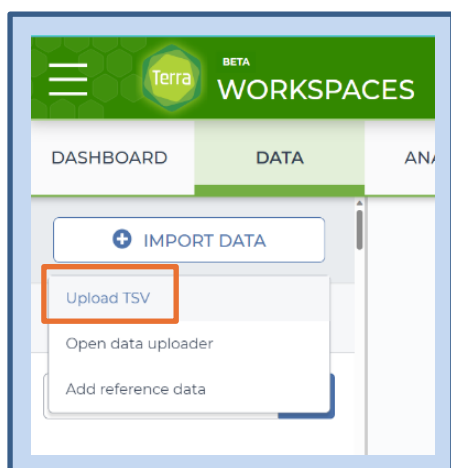 Terra
BETA
WORKSPACES
DASHBOARD
DATA
IMPORT DATA
Upload TSV
Open data uploader
Add reference data